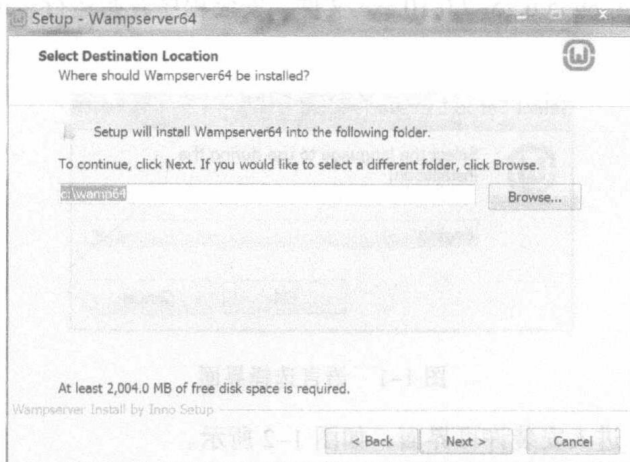 Setup - Wampserver64
Select Destination Location
Where should Wampserver64 be installed?
Setup will install Wampserver64 into the following folder.
To continue, click Next. If you would like to select a different folder, click Browse.
c:\wamp64
Browse...
At least 2,004.0 MB of free disk space is required.
Wampserver Install by Inno Setup
< Back
Next >
Cancel